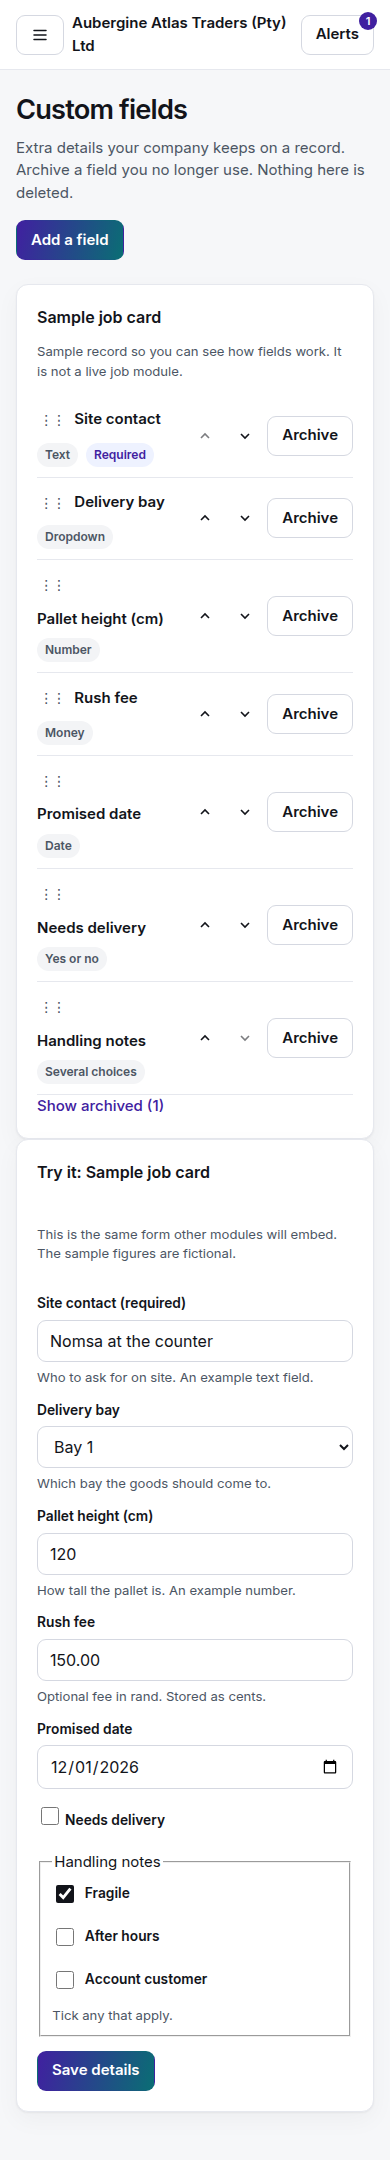 Aubergine Atlas Traders (Pty)
Ltd
Alerts
1
Custom fields
Extra details your company keeps on a record.
Archive a field you no longer use. Nothing here is
deleted.
Add a field
Sample job card
Sample record so you can see how fields work. It
is not a live job module.
Site contact
Text Required
Archive
Delivery bay
Dropdown
Archive
Pallet height (cm)
Number
Archive
Rush fee
Money
Archive
Promised date
Date
Archive
Needs delivery
Yes or no
Archive
Handling notes
Several choices
Archive
Show archived (1)
Try it: Sample job card
This is the same form other modules will embed.
The sample figures are fictional.
Site contact (required)
Nomsa at the counter
Who to ask for on site. An example text field.
Delivery bay
Bay 1
Which bay the goods should come to.
Pallet height (cm)
120
How tall the pallet is. An example number.
Rush fee
150.00
Optional fee in rand. Stored as cents.
Promised date
12/01/2026
Needs delivery
Handling notes
Fragile
After hours
Account customer
Tick any that apply.
Save details